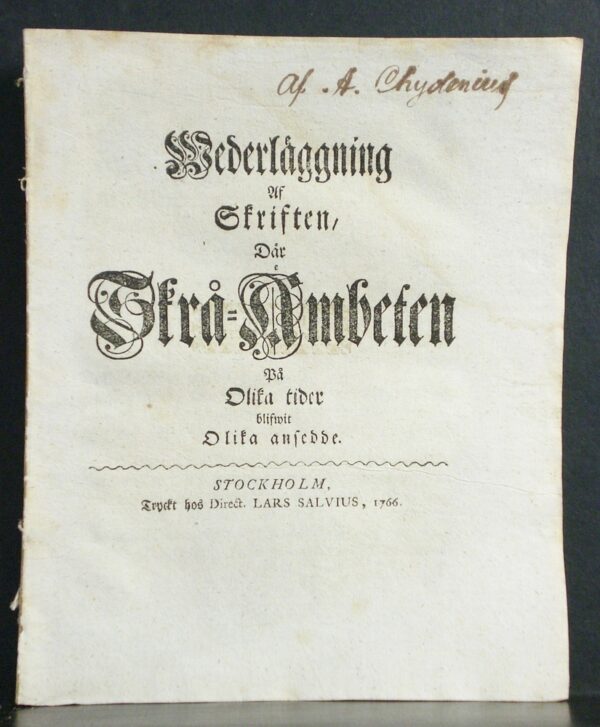 Af A. Chydenius
Wederläggning
Af
Skriften,
Där
Skrå-Ämbeten
På
Olika tider
blifwit
Olika ansedde.
STOCKHOLM,
Tryckt hos Direct. LARS SALVIUS, 1766.